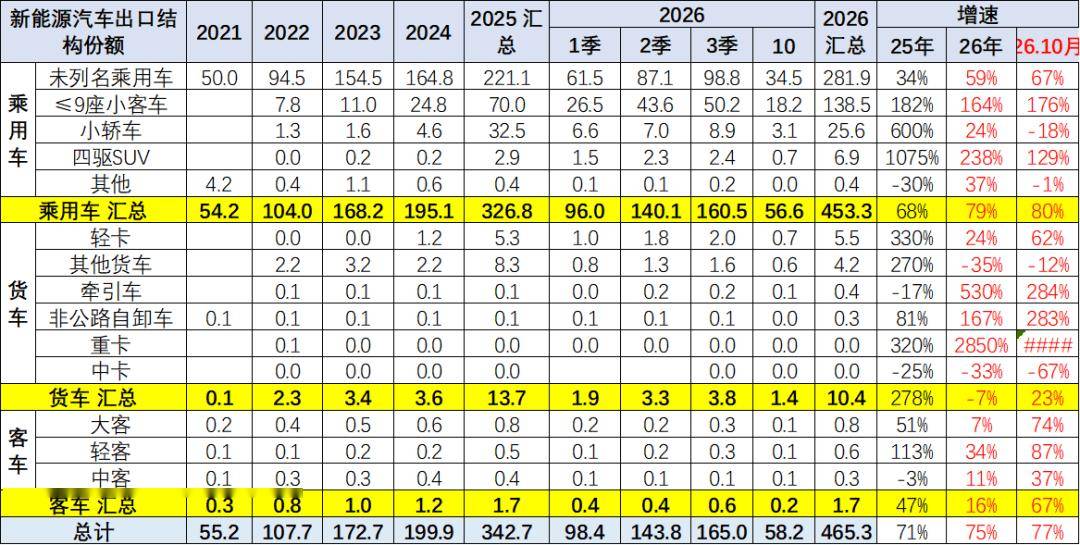 新能源汽车出口结构份额 2021 2022 2023 2024 2025 汇总 2026 2026 汇总 增速
1季 2季 3季 10 25年 26年 26.10月
乘用车
未列名乘用车 50.0 94.5 154.5 164.8 221.1 61.5 87.1 98.8 34.5 281.9 34% 59% 67%
≤9座小客车 7.8 11.0 24.8 70.0 26.5 43.6 50.2 18.2 138.5 182% 164% 176%
小轿车 1.3 1.6 4.6 32.5 6.6 7.0 8.9 3.1 25.6 600% 24% -18%
四驱SUV 0.0 0.2 0.2 2.9 1.5 2.3 2.4 0.7 6.9 1075% 238% 129%
其他 4.2 0.4 1.1 0.6 0.4 0.1 0.1 0.2 0.0 0.4 -30% 37% -1%
乘用车 汇总 54.2 104.0 168.2 195.1 326.8 96.0 140.1 160.5 56.6 453.3 68% 79% 80%
货车
轻卡 0.0 0.0 1.2 5.3 1.0 1.8 2.0 0.7 5.5 330% 24% 62%
其他货车 2.2 3.2 2.2 8.3 0.8 1.3 1.6 0.6 4.2 270% -35% -12%
牵引车 0.1 0.1 0.1 0.1 0.0 0.2 0.2 0.1 0.4 -17% 530% 284%
非公路自卸车 0.1 0.1 0.1 0.1 0.1 0.1 0.1 0.1 0.0 0.3 81% 167% 283%
重卡 0.1 0.0 0.0 0.0 0.0 0.0 0.0 0.0 0.0 320% 2850% ####
中卡 0.0 0.0 0.0 0.0 0.0 0.0 0.0 0.0 -25% -33% -67%
货车 汇总 0.1 2.3 3.4 3.6 13.7 1.9 3.3 3.8 1.4 10.4 278% -7% 23%
客车
大客 0.2 0.4 0.5 0.6 0.8 0.2 0.2 0.3 0.1 0.8 51% 7% 74%
轻客 0.1 0.1 0.2 0.2 0.5 0.1 0.2 0.3 0.1 0.6 113% 34% 87%
中客 0.1 0.3 0.3 0.4 0.4 0.1 0.1 0.1 0.1 0.3 -3% 11% 37%
客车 汇总 0.3 0.8 1.0 1.2 1.7 0.4 0.4 0.6 0.2 1.7 47% 16% 67%
总计 55.2 107.7 172.7 199.9 342.7 98.4 143.8 165.0 58.2 465.3 71% 75% 77%